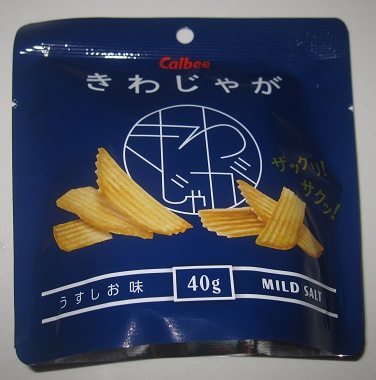 Calbee
きわじゃが
きわじゃが
ザックリ!
サクッ!
うすしお味
40g
MILD SALT